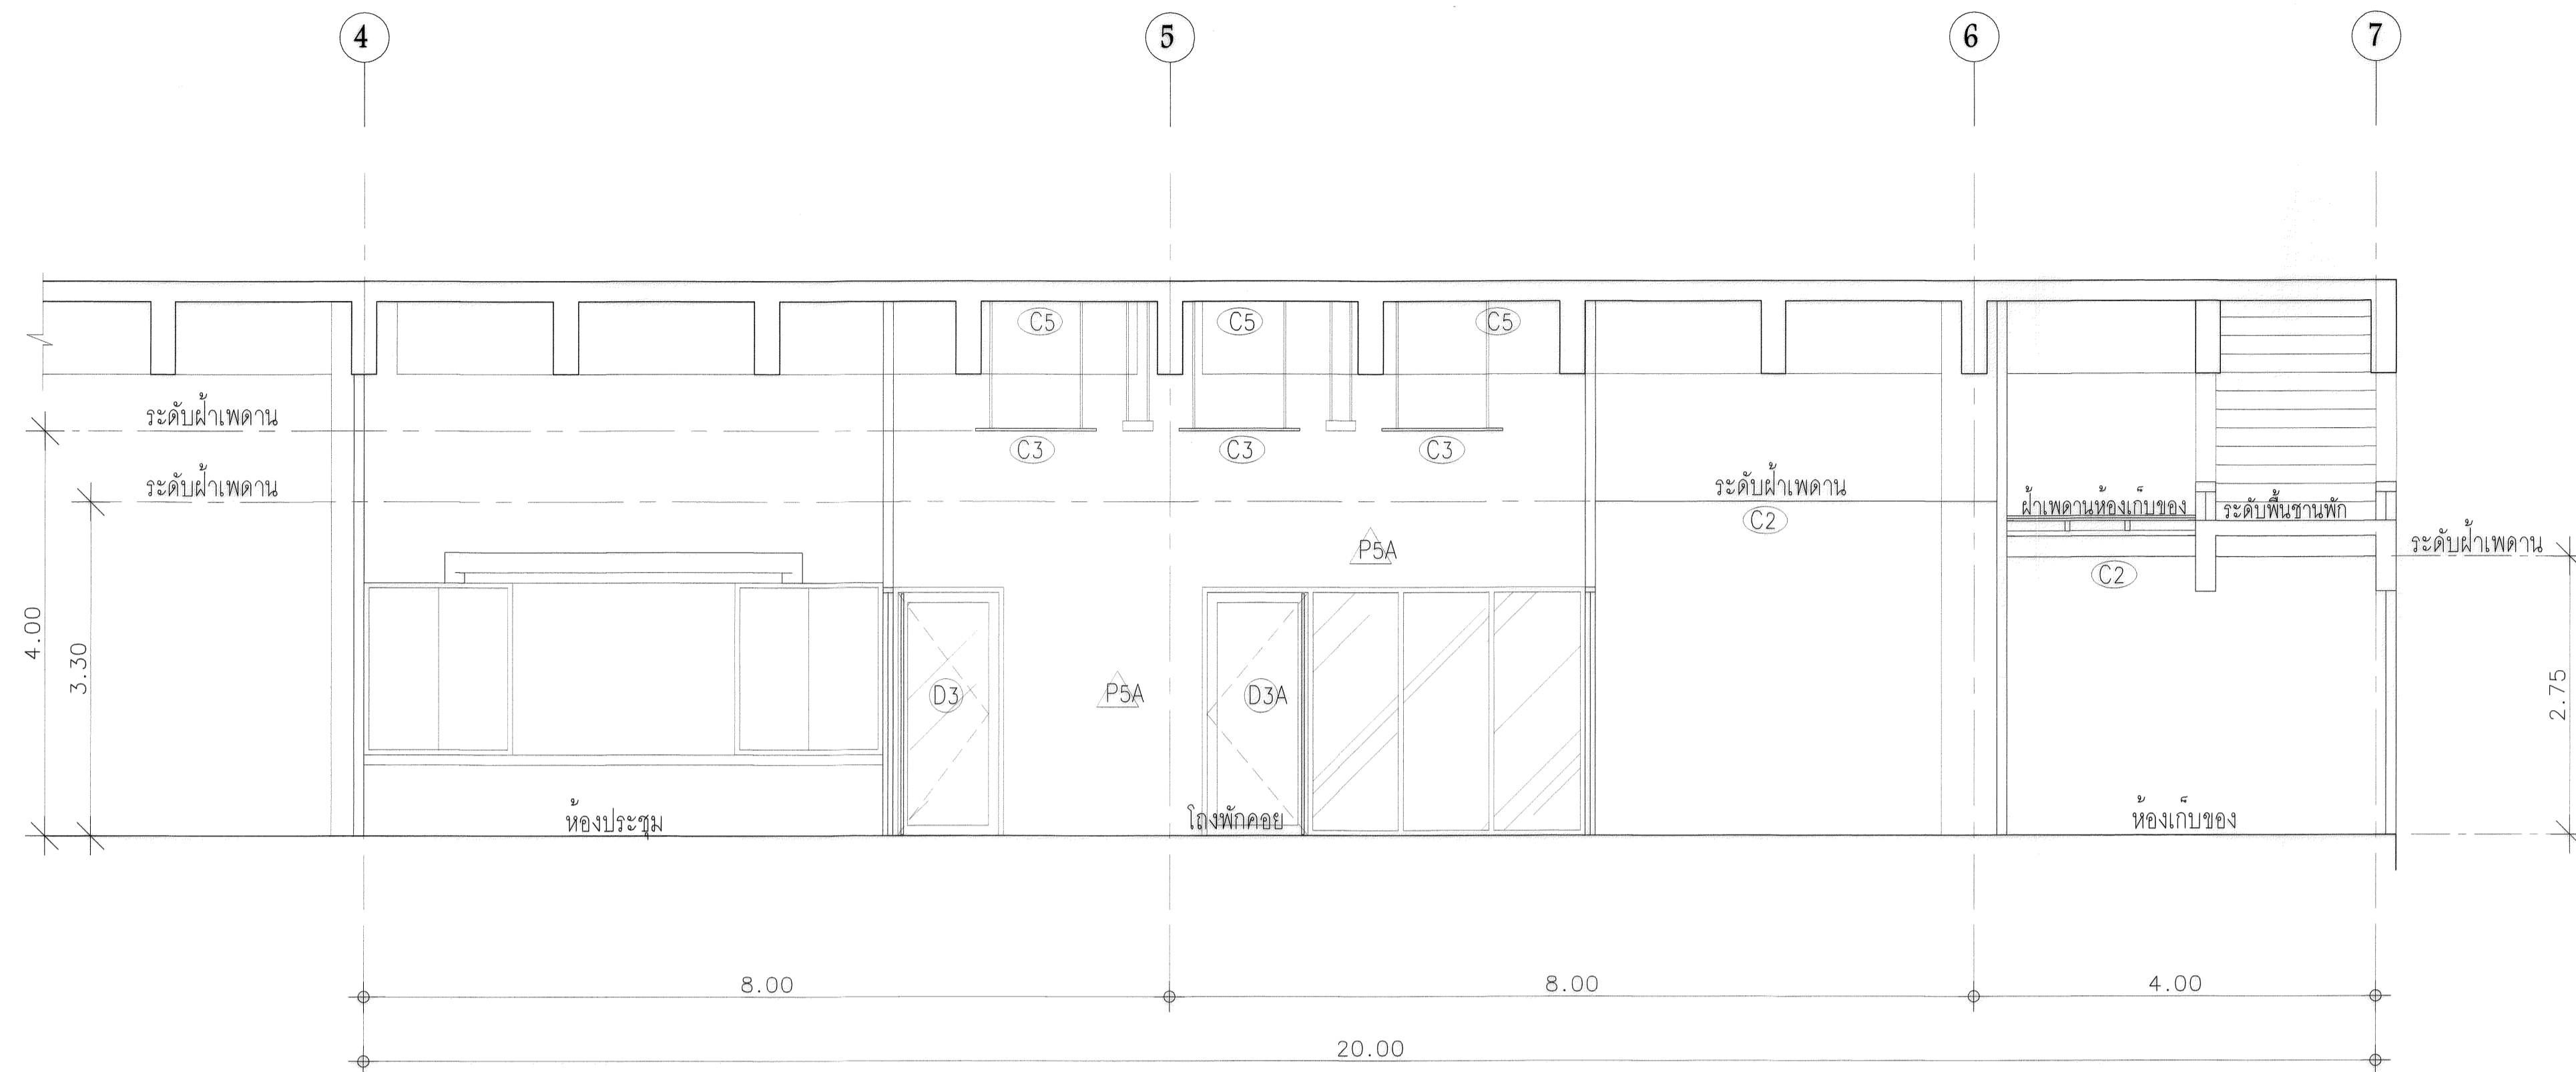 4
5
6
7
C5
C5
C5
ระดับฝ้าเพดาน
C3
C3
C3
ระดับฝ้าเพดาน
ระดับฝ้าเพดาน
C2
ฝ้าเพดานห้องเก็บของ
ระดับพื้นชานพัก
ระดับฝ้าเพดาน
P5A
C2
4.00
3.30
2.75
D3
P5A
D3A
ห้องประชุม
โถงพักคอย
ห้องเก็บของ
8.00
8.00
4.00
20.00